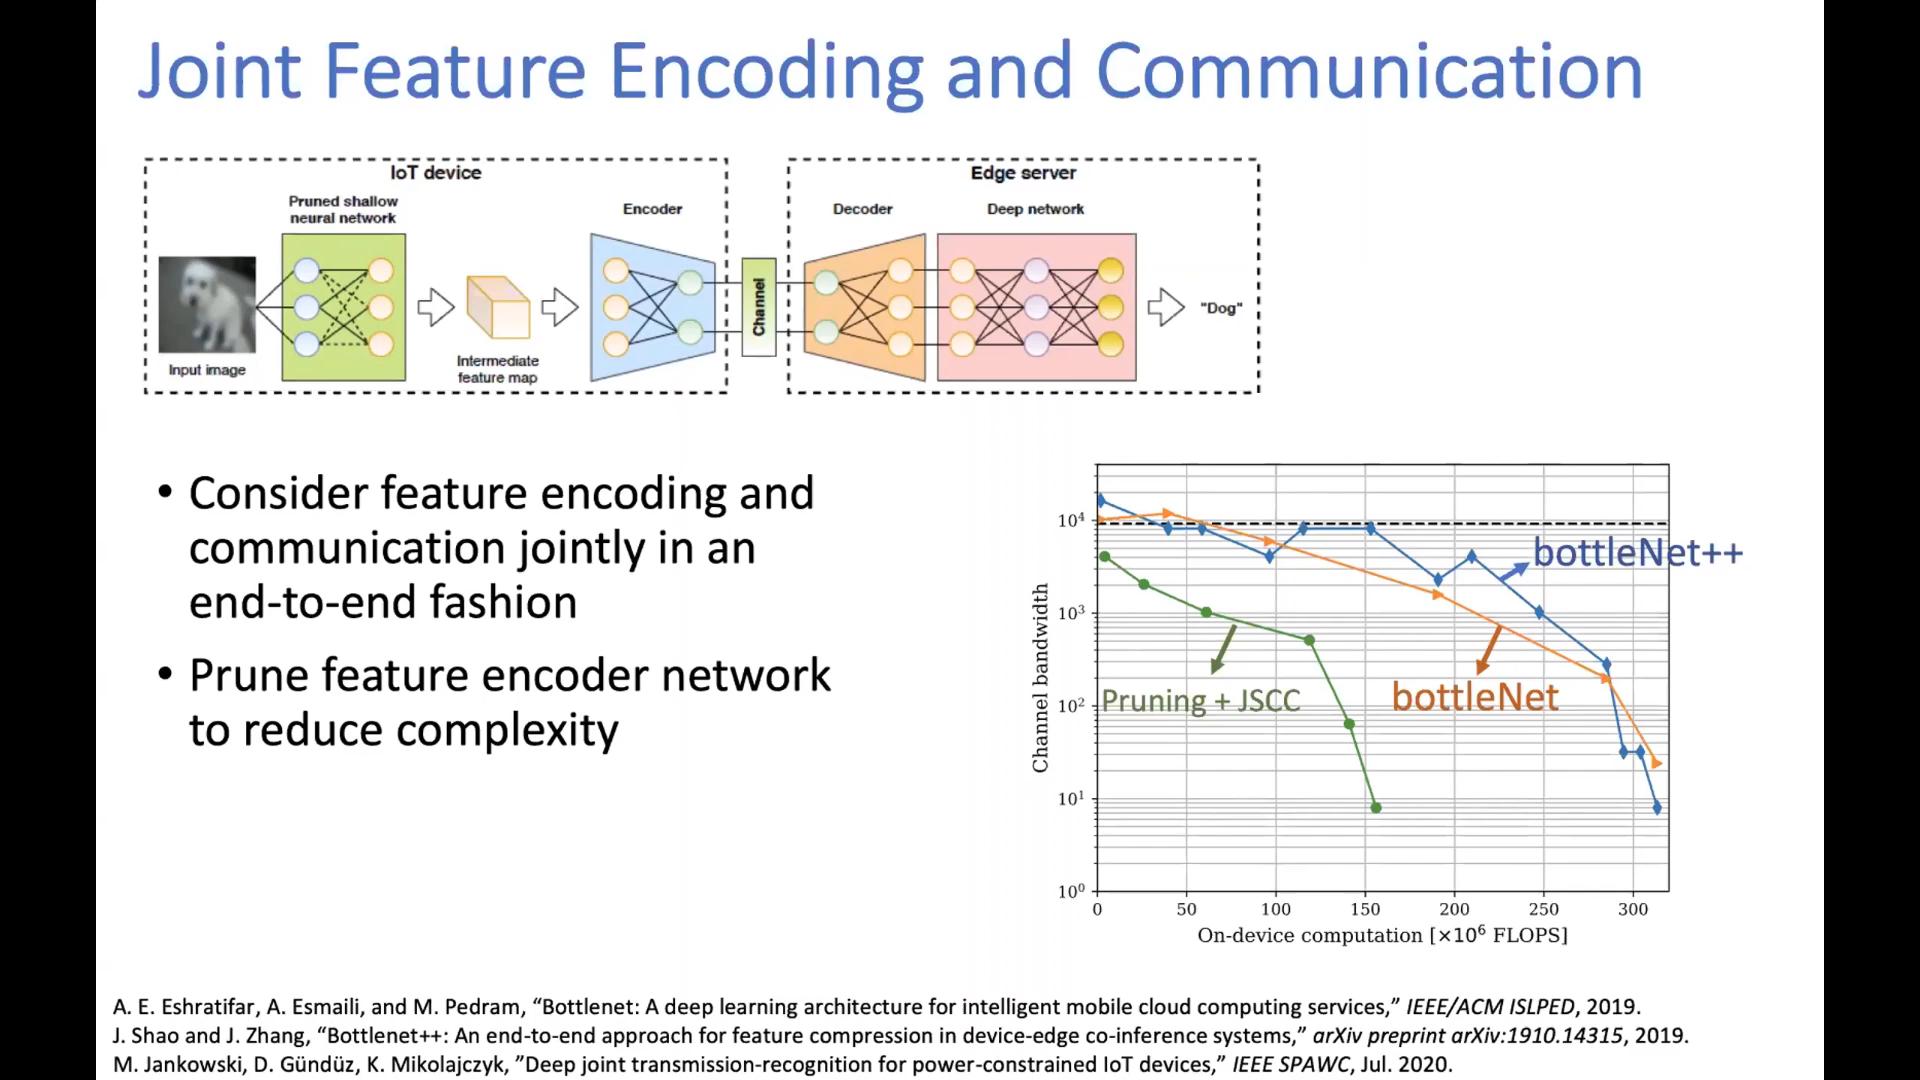 Joint Feature Encoding and Communication
IoT device
Pruned shallow
neural network
Encoder
Input image
Intermediate
feature map
Channel
Edge server
Decoder
Deep network
"Dog"
• Consider feature encoding and
communication jointly in an
end-to-end fashion
• Prune feature encoder network
to reduce complexity
Channel bandwidth
10⁴
10³
10²
10¹
10⁰
bottleNet++
Pruning + JSCC
bottleNet
0 50 100 150 200 250 300
On-device computation [×10⁶ FLOPS]
A. E. Eshratifar, A. Esmaili, and M. Pedram, “Bottlenet: A deep learning architecture for intelligent mobile cloud computing services,” IEEE/ACM ISLPED, 2019.
J. Shao and J. Zhang, “Bottlenet++: An end-to-end approach for feature compression in device-edge co-inference systems,” arXiv preprint arXiv:1910.14315, 2019.
M. Jankowski, D. Gündüz, K. Mikolajczyk, ”Deep joint transmission-recognition for power-constrained IoT devices,” IEEE SPAWC, Jul. 2020.